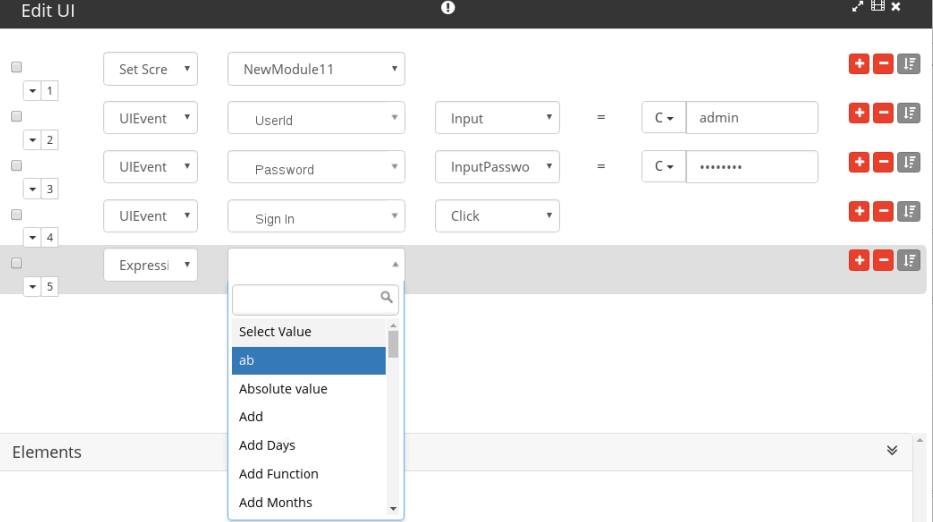 Edit UI
Set Scre NewModule11
1
UIEvent UserId Input = C admin
2
UIEvent Password InputPasswo = C ••••••••
3
UIEvent Sign In Click
4
Expressi
5
Select Value
ab
Absolute value
Add
Add Days
Elements
Add Function
Add Months